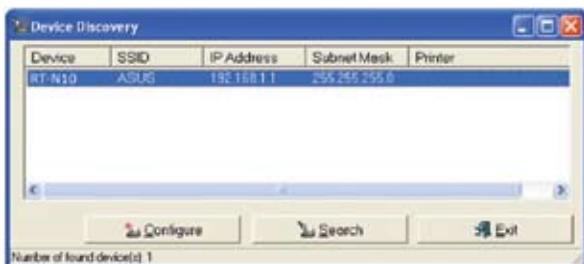 Device Discovery
Device SSID IP Address Subnet Mask Printer
RT-N10 ASUS 192.168.1.1 255.255.255.0
Configure Search Exit
Number of found device(s): 1